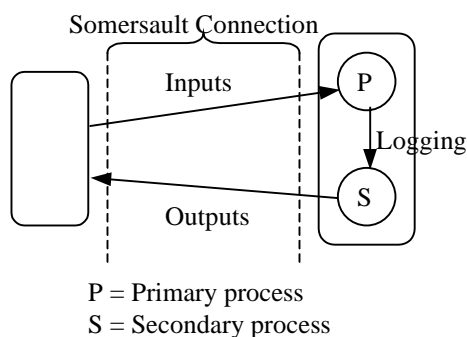 Somersault Connection
Inputs
P
Logging
S
Outputs
P = Primary process
S = Secondary process